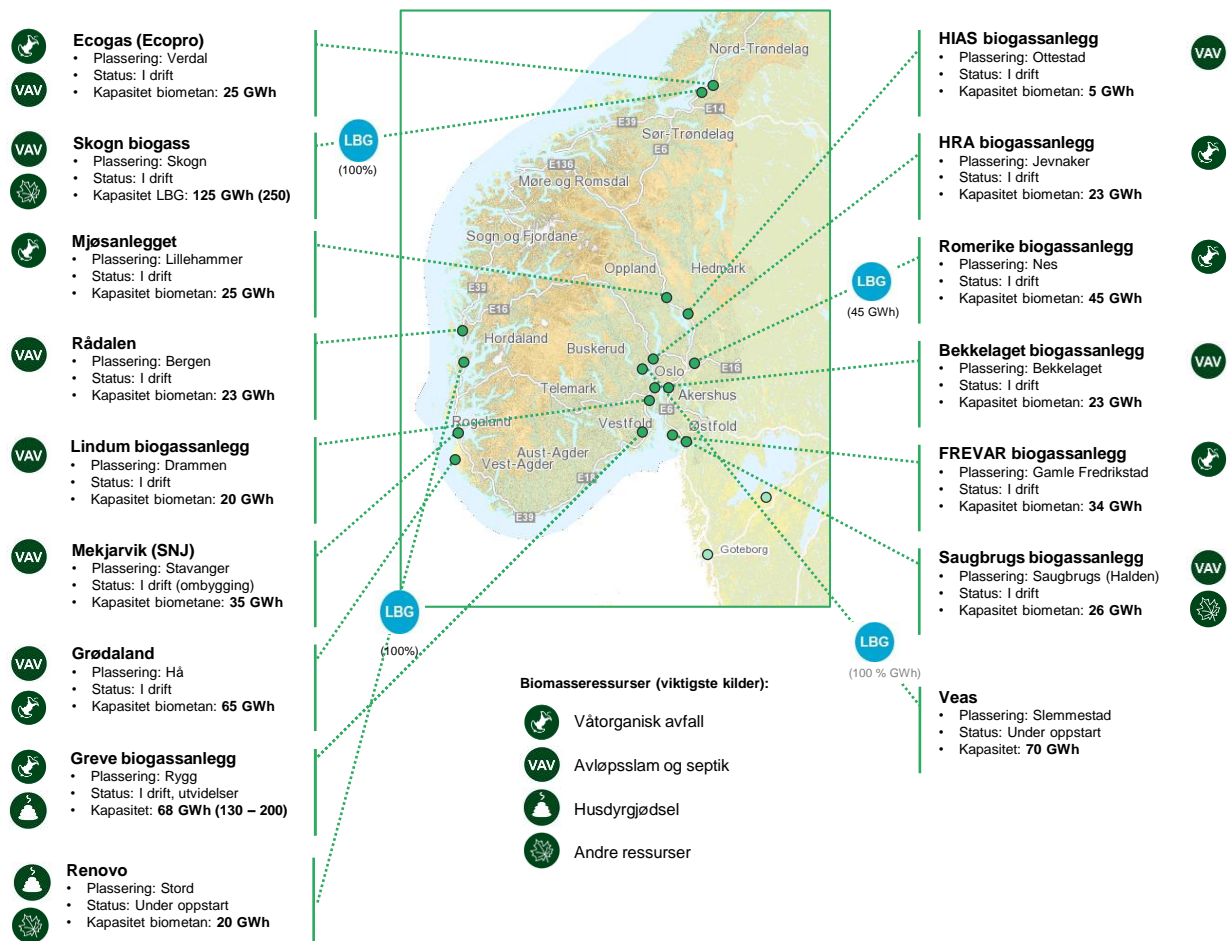 Ecogas (Ecopro)
• Plassering: Verdal
• Status: I drift
• Kapasitet biometan: 25 GWh
VAV
Skogn biogass
• Plassering: Skogn
• Status: I drift
• Kapasitet LBG: 125 GWh (250)
VAV
LBG
(100%)
Mjøsanlegget
• Plassering: Lillehammer
• Status: I drift
• Kapasitet biometan: 25 GWh
Rådalen
• Plassering: Bergen
• Status: I drift
• Kapasitet biometan: 23 GWh
VAV
Lindum biogassanlegg
• Plassering: Drammen
• Status: I drift
• Kapasitet biometan: 20 GWh
VAV
Mekjarvik (SNJ)
• Plassering: Stavanger
• Status: I drift (ombygging)
• Kapasitet biometane: 35 GWh
VAV
Grødaland
• Plassering: Hå
• Status: I drift
• Kapasitet biometan: 65 GWh
VAV
Greve biogassanlegg
• Plassering: Rygg
• Status: I drift, utvidelser
• Kapasitet: 68 GWh (130 – 200)
Renovo
• Plassering: Stord
• Status: Under oppstart
• Kapasitet biometan: 20 GWh
LBG
(100%)
Nord-Trøndelag
E14
E39
Sør-Trøndelag
E6
E136
Møre og Romsdal
Sogn og Fjordane
Oppland
Hedmark
E39
E16
Hordaland
Buskerud
Oslo
E16
Telemark
Akershus
E6
Rogaland
Vestfold
Østfold
Aust-Agder
Vest-Agder
E18
E39
Goteborg
Biomasseressurser (viktigste kilder):
Våtorganisk avfall
VAV
Avløpsslam og septik
Husdyrgjødsel
Andre ressurser
HIAS biogassanlegg
• Plassering: Ottestad
• Status: I drift
• Kapasitet biometan: 5 GWh
VAV
HRA biogassanlegg
• Plassering: Jevnaker
• Status: I drift
• Kapasitet biometan: 23 GWh
Romerike biogassanlegg
• Plassering: Nes
• Status: I drift
• Kapasitet biometan: 45 GWh
LBG
(45 GWh)
Bekkelaget biogassanlegg
• Plassering: Bekkelaget
• Status: I drift
• Kapasitet biometan: 23 GWh
VAV
FREVAR biogassanlegg
• Plassering: Gamle Fredrikstad
• Status: I drift
• Kapasitet biometan: 34 GWh
Saugbrugs biogassanlegg
• Plassering: Saugbrugs (Halden)
• Status: I drift
• Kapasitet biometan: 26 GWh
VAV
LBG
(100 % GWh)
Veas
• Plassering: Slemmestad
• Status: Under oppstart
• Kapasitet: 70 GWh